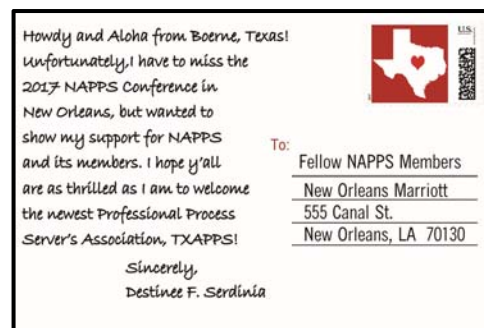 Howdy and Aloha from Boerne, Texas!
Unfortunately,I have to miss the
2017 NAPPS Conference in
New Orleans, but wanted to
show my support for NAPPS
and its members. I hope y'all
are as thrilled as I am to welcome
the newest Professional Process
Server's Association, TXAPPS!
Sincerely,
Destinee F. Serdinia
U.S.
To:
Fellow NAPPS Members
New Orleans Marriott
555 Canal St.
New Orleans, LA 70130